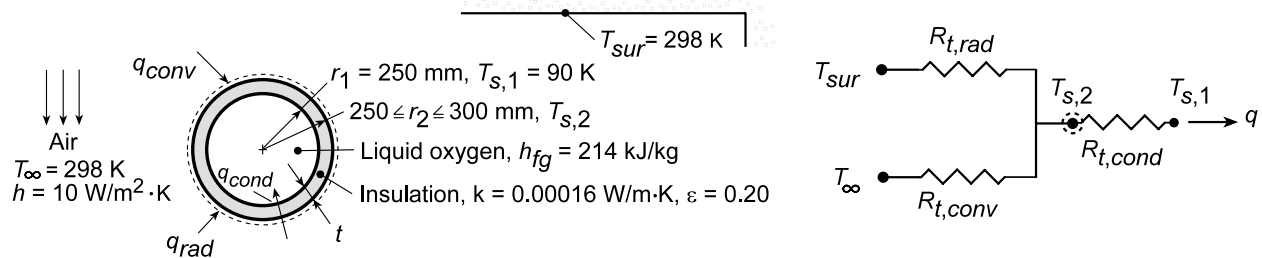 T_sur = 298 K
q_conv
r_1 = 250 mm, T_s,1 = 90 K
250 ≤ r_2 ≤ 300 mm, T_s,2
Air
T_∞ = 298 K
h = 10 W/m²·K
Liquid oxygen, h_fg = 214 kJ/kg
q_cond
Insulation, k = 0.00016 W/m·K, ε = 0.20
q_rad
t
R_t,rad
T_sur
T_s,2
T_s,1
q
R_t,cond
T_∞
R_t,conv